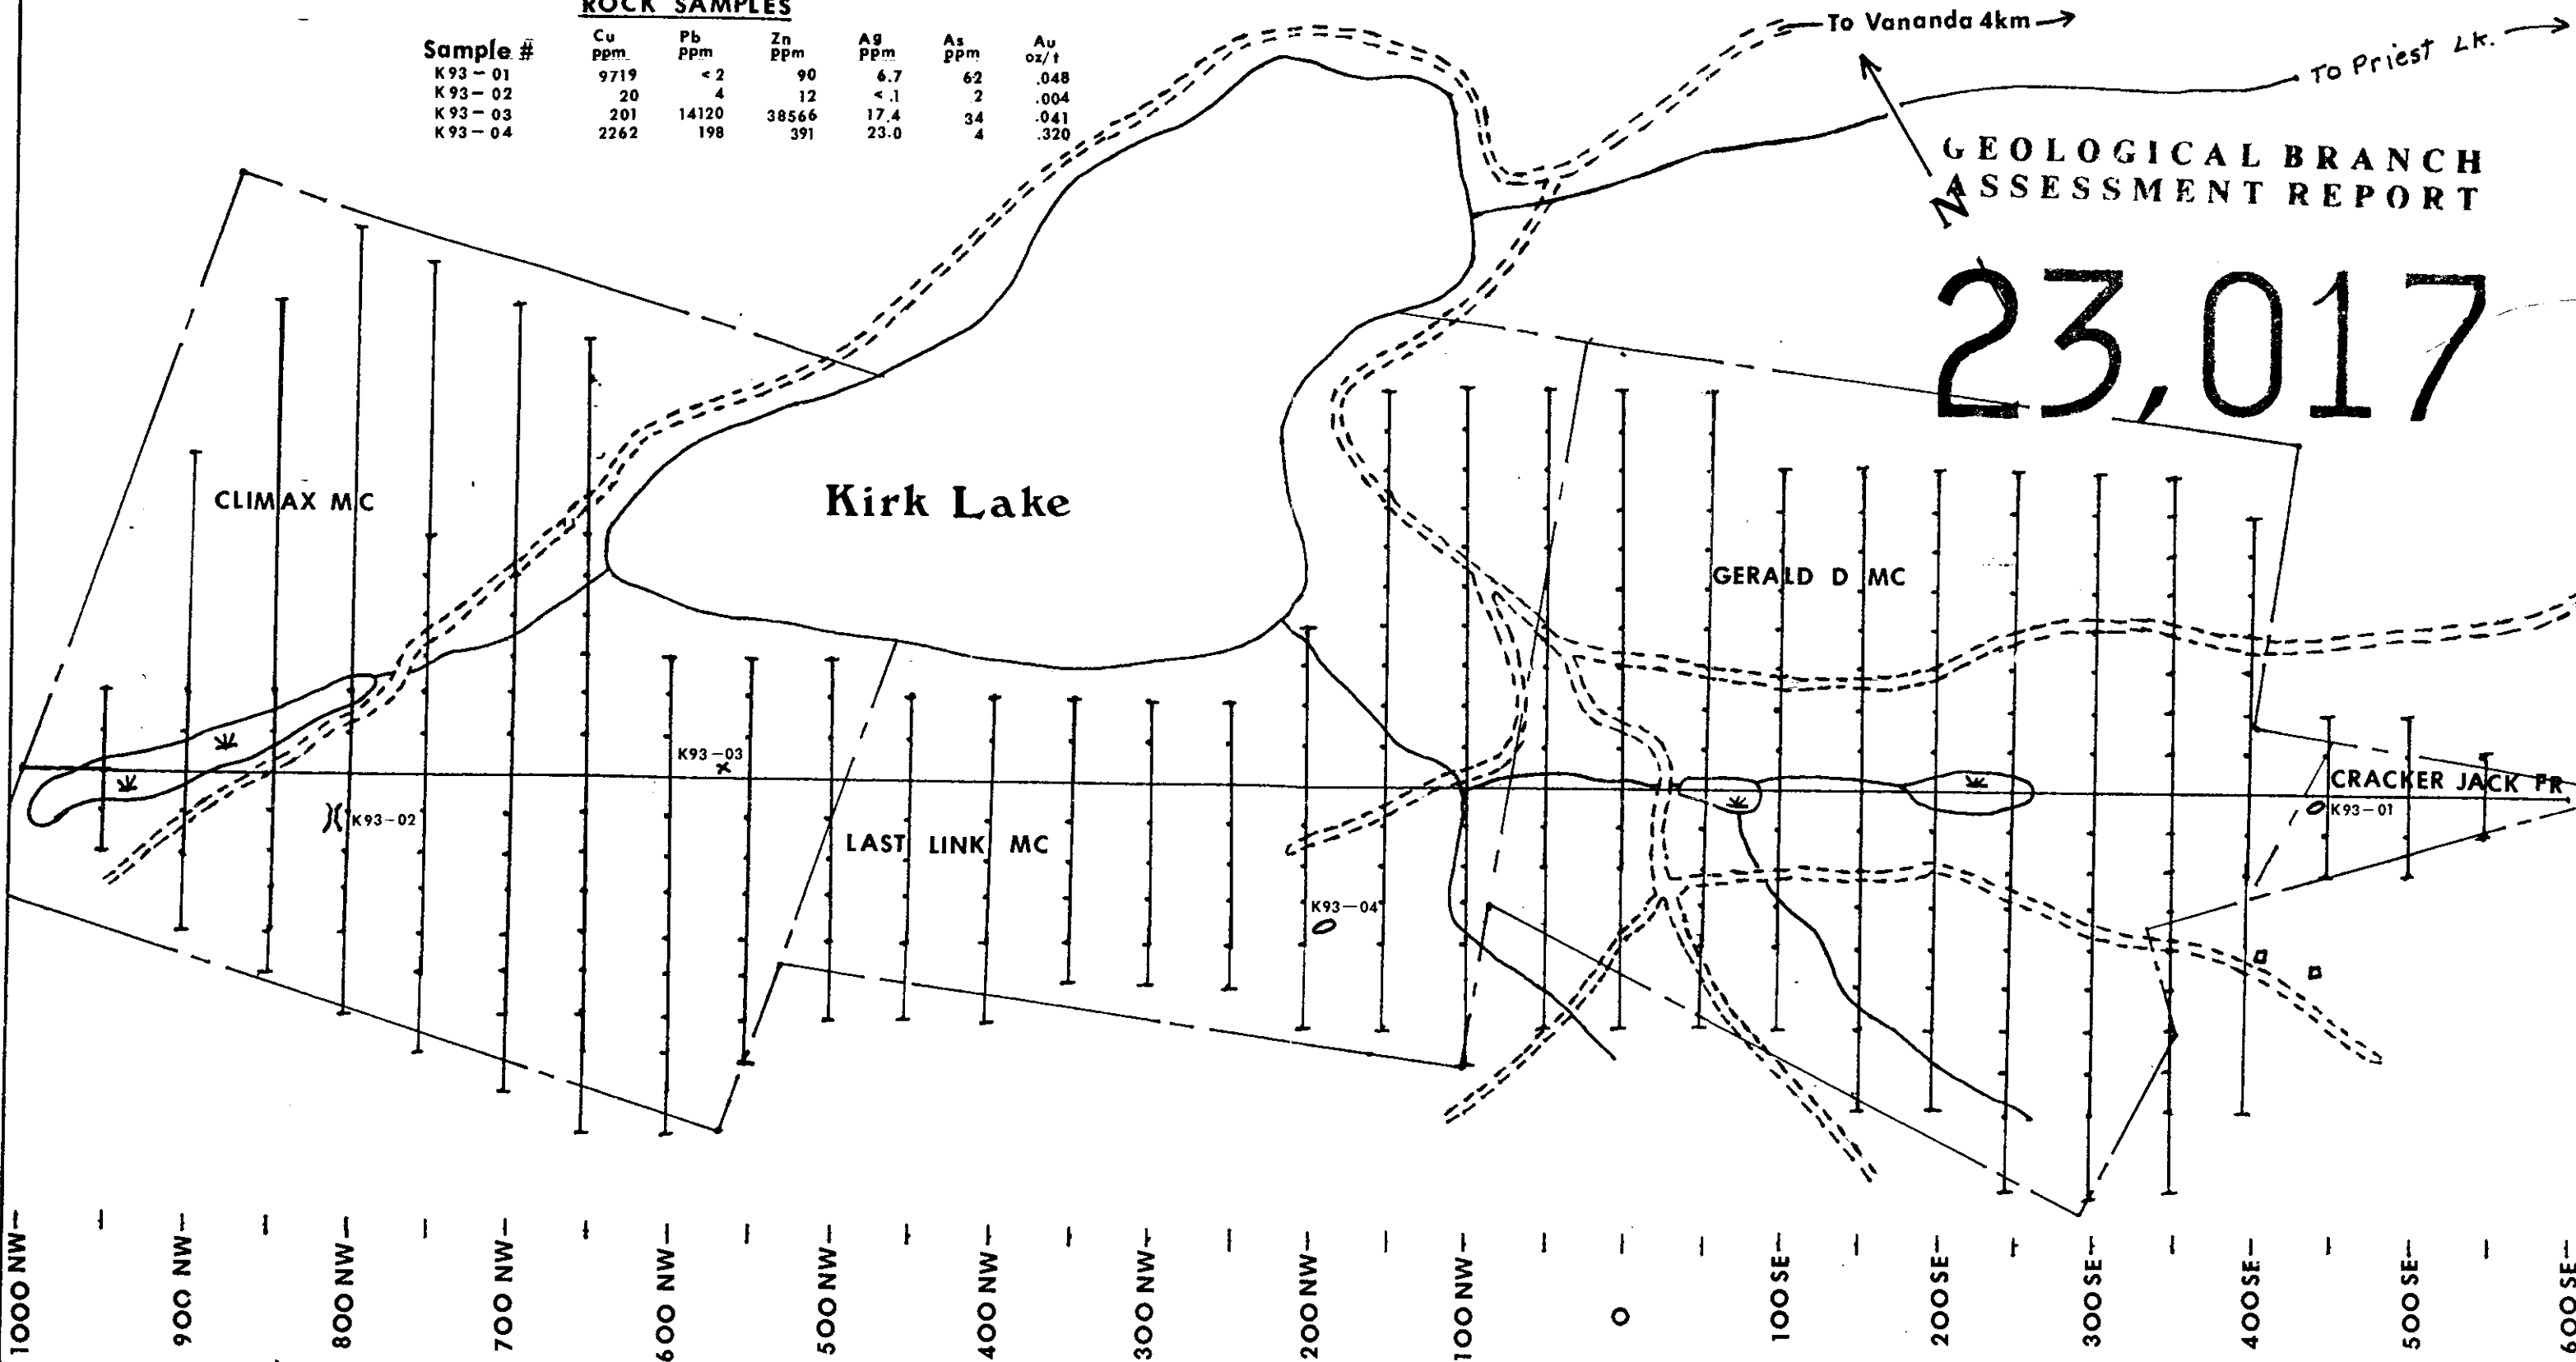 ROCK SAMPLES
Sample # Cu ppm Pb ppm Zn ppm Ag ppm As ppm Au oz/t
K93-01 9719 <2 90 6.7 62 .048
K93-02 20 4 12 <.1 2 .004
K93-03 201 14120 38566 17.4 34 .041
K93-04 2262 198 391 23.0 4 .320
To Vananda 4km
To Priest Lk.
N
GEOLOGICAL BRANCH
ASSESSMENT REPORT
23,017
CLIMAX MC
Kirk Lake
GERALD D MC
K93-03
CRACKER JACK FR
K93-01
K93-02
LAST LINK MC
K93-04
1000 NW
900 NW
800 NW
700 NW
600 NW
500 NW
400 NW
300 NW
200 NW
100 NW
0
100 SE
200 SE
300 SE
400 SE
500 SE
600 SE